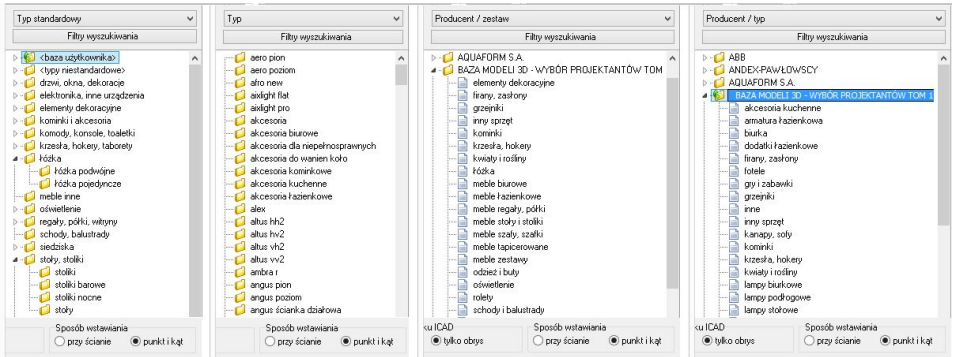 Typ standardowy
Filtry wyszukiwania
<baza użytkownika>
<typy niestandardowe>
drzwi, okna, dekoracje
elektronika, inne urządzenia
elementy dekoracyjne
kominki i akcesoria
komody, konsole, toaletki
krzesła, hokery, taborety
łóżka
łóżka podwójne
łóżka pojedyncze
meble inne
oświetlenie
regały, półki, witryny
schody, balustrady
siedziska
stoły, stoliki
stoliki
stoliki barowe
stoliki nocne
stoły
Sposób wstawiania
przy ścianie
punkt i kąt
Typ
Filtry wyszukiwania
aero pion
aero poziom
afro new
aixlight flat
aixlight pro
akcesoria
akcesoria biurowe
akcesoria dla niepełnosprawnych
akcesoria do wanien koło
akcesoria kominkowe
akcesoria kuchenne
akcesoria łazienkowe
alex
altus hh2
altus hv2
altus vh2
altus vv2
ambra r
angus pion
angus poziom
angus ścianka działowa
Sposób wstawiania
przy ścianie
punkt i kąt
Producent / zestaw
Filtry wyszukiwania
AQUAFORM S.A.
BAZA MODELI 3D - WYBÓR PROJEKTANTÓW TOM
elementy dekoracyjne
firany, zasłony
grzejniki
inny sprzęt
kominki
krzesła, hokery
kwiaty i rośliny
łóżka
meble biurowe
meble łazienkowe
meble regały, półki
meble stoły i stoliki
meble szafy, szafki
meble tapicerowane
meble zestawy
odzież i buty
oświetlenie
rolety
schody i balustrady
ku ICAD
tylko obrys
Sposób wstawiania
przy ścianie
punkt i kąt
Producent / typ
Filtry wyszukiwania
ABB
ANDEX-PAWŁOWSCY
AQUAFORM S.A.
BAZA MODELI 3D - WYBÓR PROJEKTANTÓW TOM 1
akcesoria kuchenne
armatura łazienkowa
biurka
dodatki łazienkowe
firany, zasłony
fotele
gry i zabawki
grzejniki
inne
inny sprzęt
kanapy, sofy
kominki
krzesła, hokery
kwiaty i rośliny
lampy biurkowe
lampy podłogowe
lampy stołowe
ku ICAD
tylko obrys
Sposób wstawiania
przy ścianie
punkt i kąt